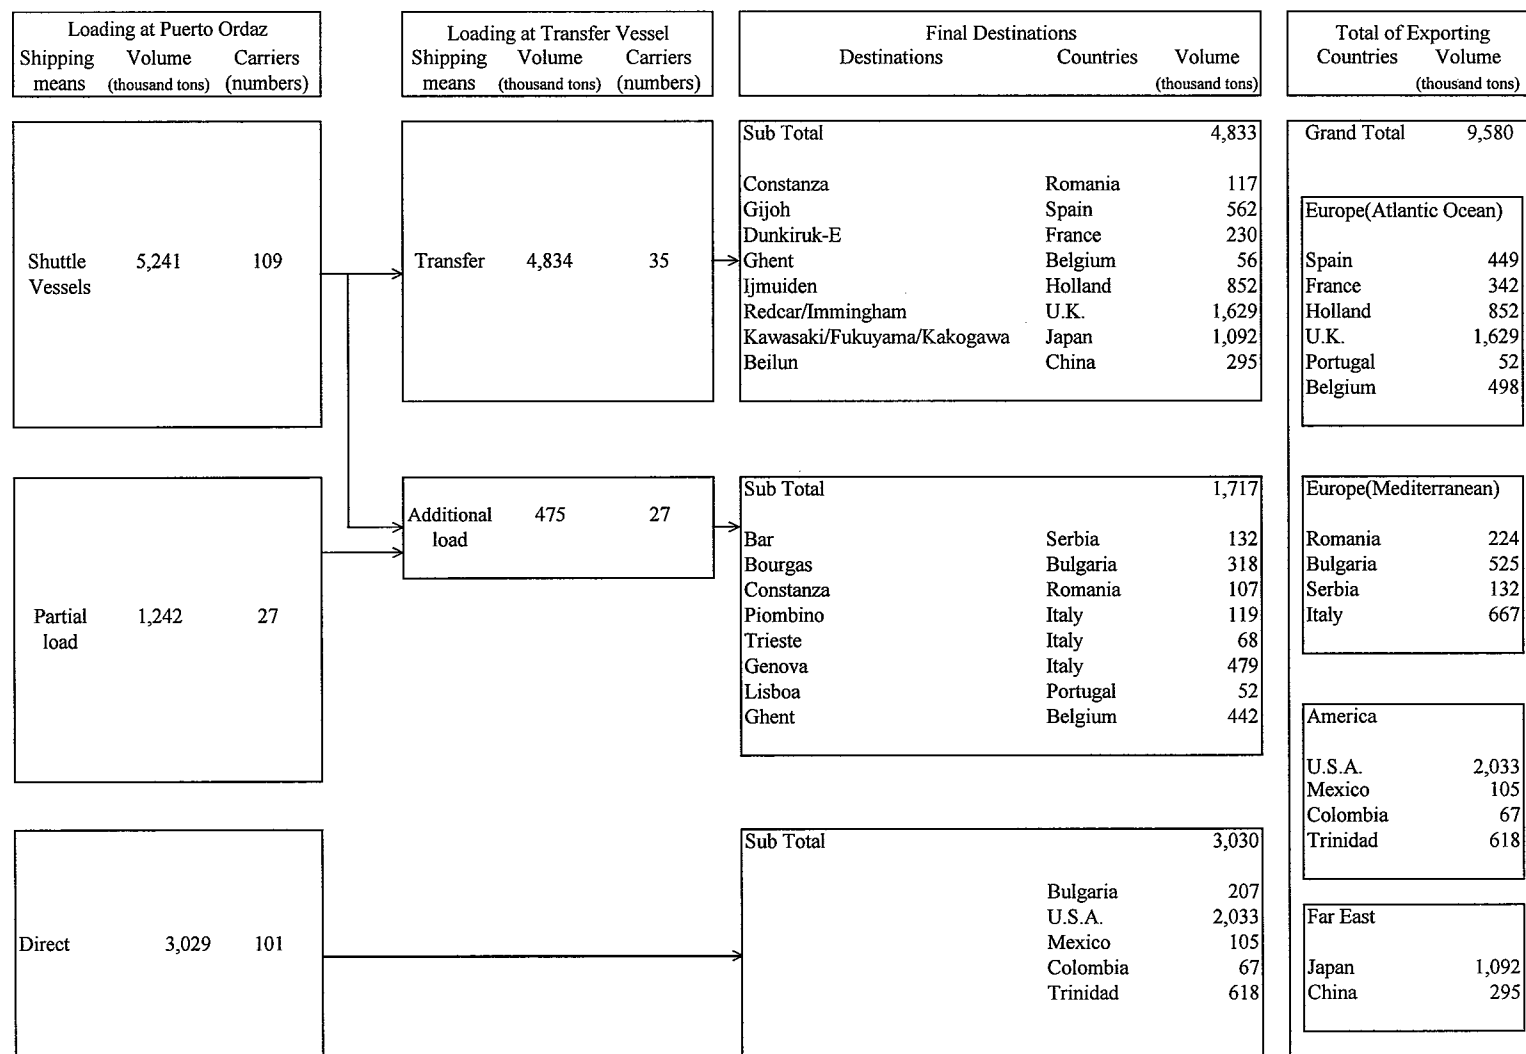 Loading at Puerto Ordaz
Shipping means Volume (thousand tons) Carriers (numbers)
Loading at Transfer Vessel
Shipping means Volume (thousand tons) Carriers (numbers)
Final Destinations
Destinations Countries Volume (thousand tons)
Total of Exporting
Countries Volume (thousand tons)
Shuttle Vessels 5,241 109
Partial load 1,242 27
Direct 3,029 101
Transfer 4,834 35
Additional load 475 27
Sub Total 4,833
Constanza Romania 117
Gijoh Spain 562
Dunkiruk-E France 230
Ghent Belgium 56
Ijmuiden Holland 852
Redcar/Immingham U.K. 1,629
Kawasaki/Fukuyama/Kakogawa Japan 1,092
Beilun China 295
Sub Total 1,717
Bar Serbia 132
Bourgas Bulgaria 318
Constanza Romania 107
Piombino Italy 119
Trieste Italy 68
Genova Italy 479
Lisboa Portugal 52
Ghent Belgium 442
Sub Total 3,030
Bulgaria 207
U.S.A. 2,033
Mexico 105
Colombia 67
Trinidad 618
Grand Total 9,580
Europe(Atlantic Ocean)
Spain 449
France 342
Holland 852
U.K. 1,629
Portugal 52
Belgium 498
Europe(Mediterranean)
Romania 224
Bulgaria 525
Serbia 132
Italy 667
America
U.S.A. 2,033
Mexico 105
Colombia 67
Trinidad 618
Far East
Japan 1,092
China 295